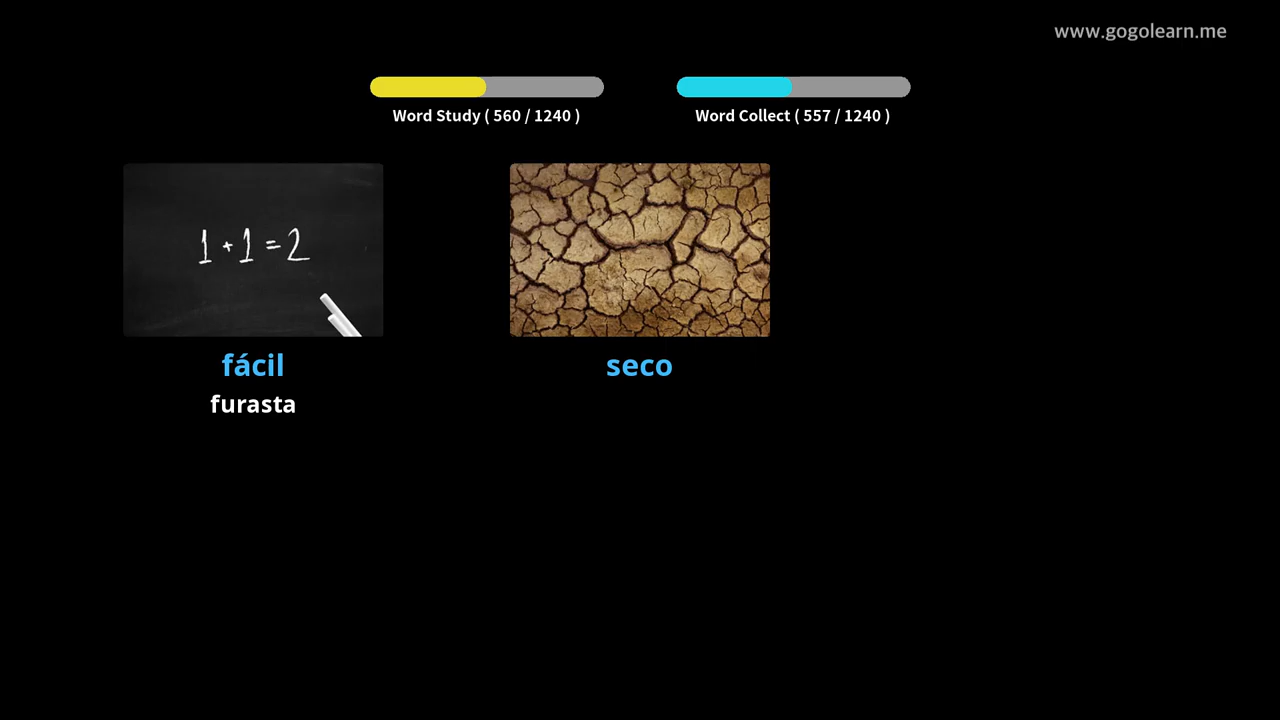 www.gogolearn.me
Word Study ( 560 / 1240 )
Word Collect ( 557 / 1240 )
1 + 1 = 2
fácil
seco
furasta